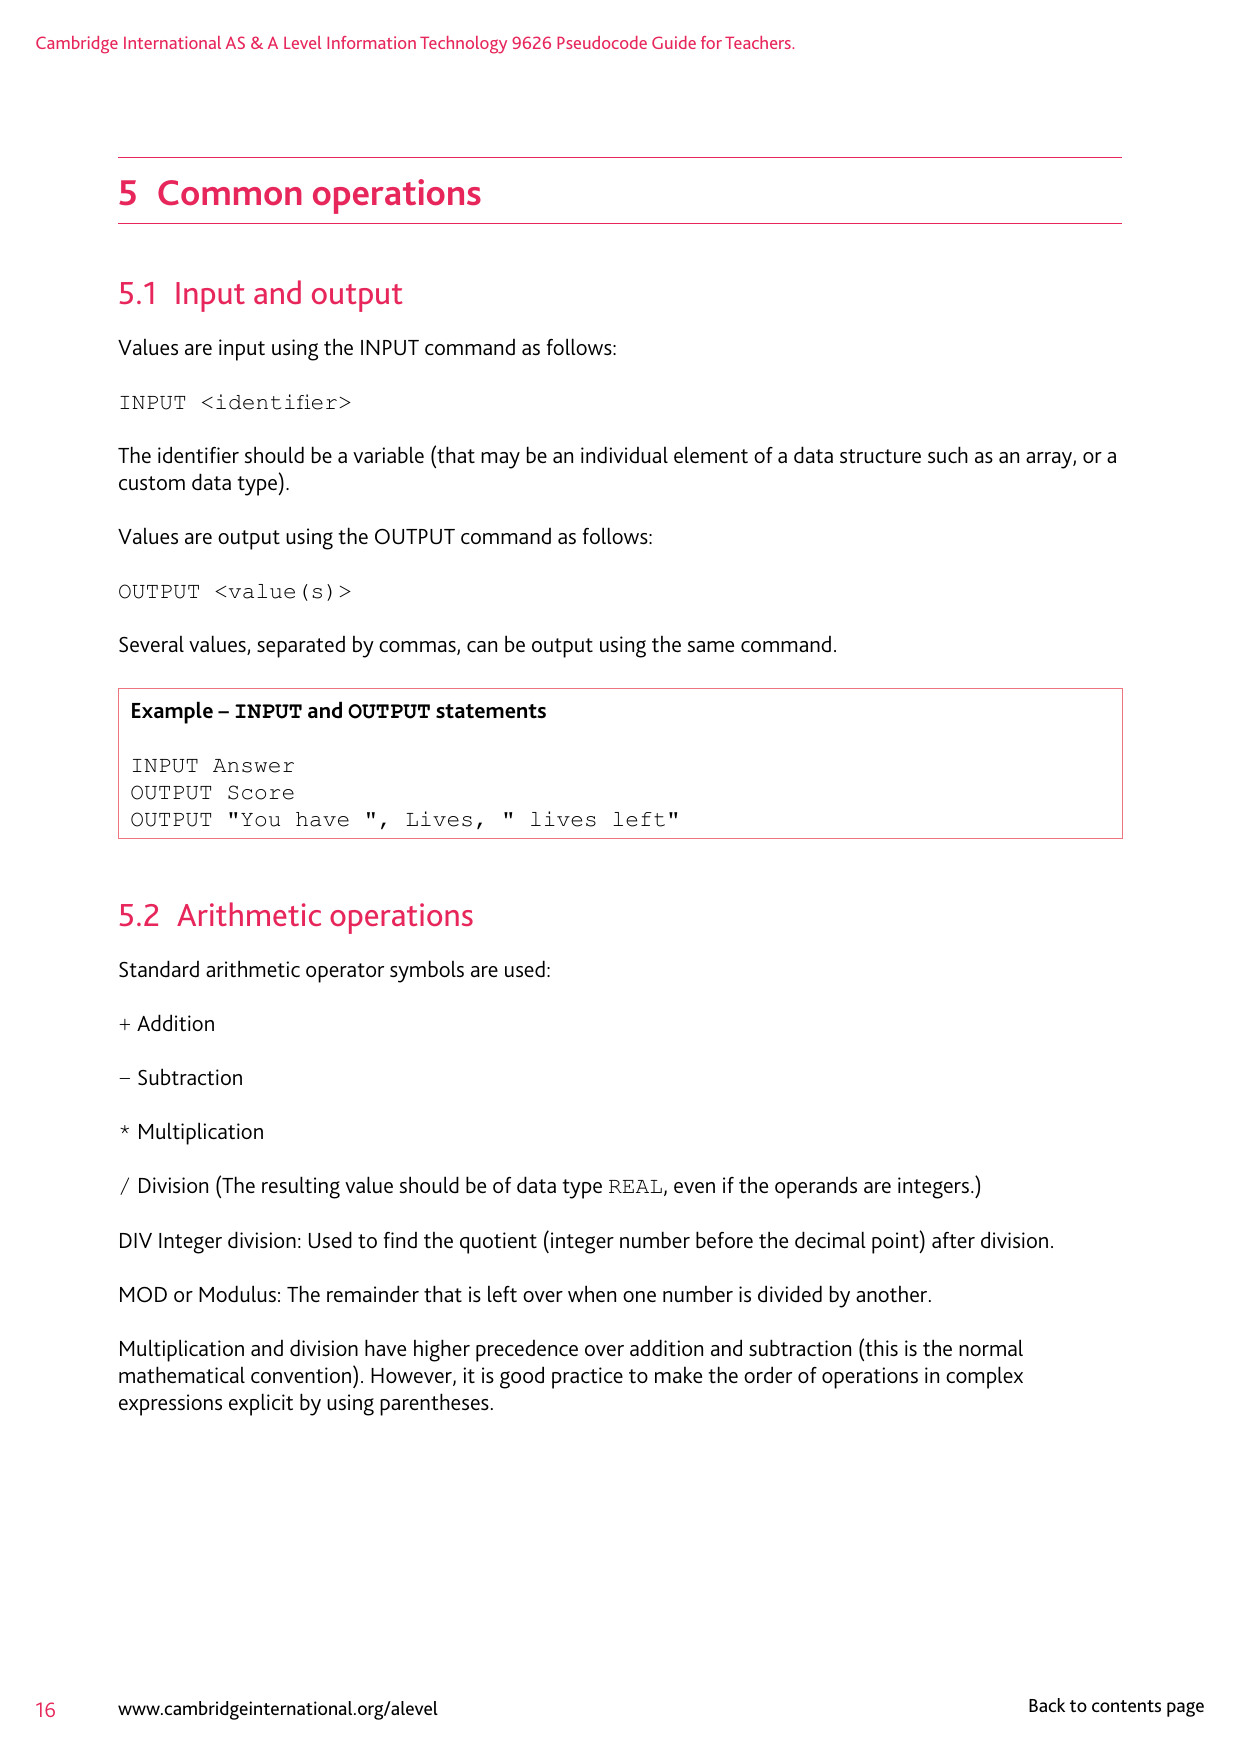 Cambridge International AS & A Level Information Technology 9626 Pseudocode Guide for Teachers.
5 Common operations
5.1 Input and output
Values are input using the INPUT command as follows:
INPUT <identifier>
The identifier should be a variable (that may be an individual element of a data structure such as an array, or a
custom data type).
Values are output using the OUTPUT command as follows:
OUTPUT <value(s)>
Several values, separated by commas, can be output using the same command.
Example – INPUT and OUTPUT statements
INPUT Answer
OUTPUT Score
OUTPUT "You have ", Lives, " lives left"
5.2 Arithmetic operations
Standard arithmetic operator symbols are used:
+ Addition
– Subtraction
* Multiplication
/ Division (The resulting value should be of data type REAL, even if the operands are integers.)
DIV Integer division: Used to find the quotient (integer number before the decimal point) after division.
MOD or Modulus: The remainder that is left over when one number is divided by another.
Multiplication and division have higher precedence over addition and subtraction (this is the normal
mathematical convention). However, it is good practice to make the order of operations in complex
expressions explicit by using parentheses.
16 www.cambridgeinternational.org/alevel Back to contents page